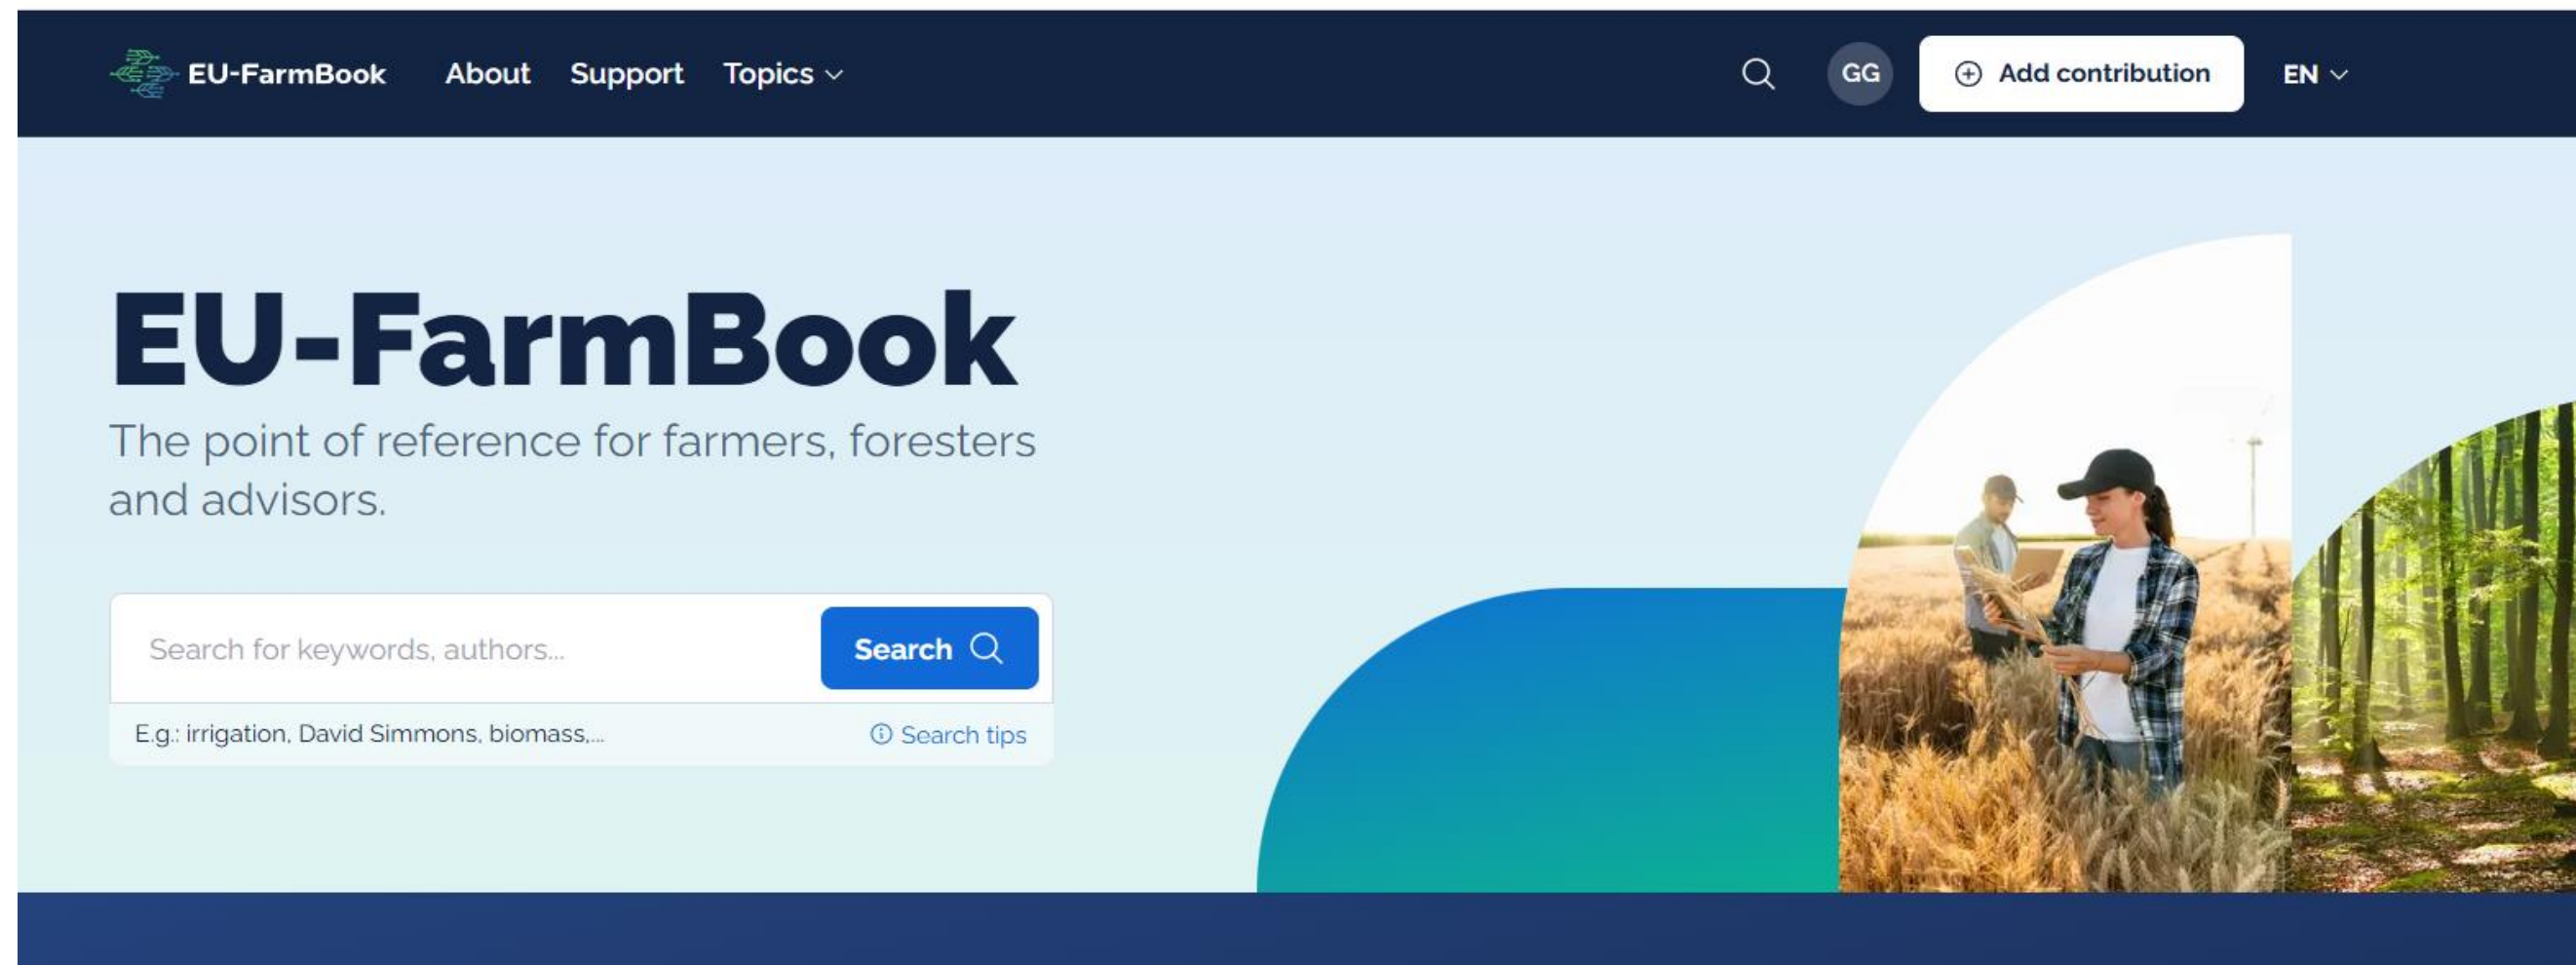 EU-FarmBook About Support Topics GG Add contribution EN
EU-FarmBook
The point of reference for farmers, foresters
and advisors.
Search for keywords, authors... Search
E.g.: irrigation, David Simmons, biomass,... Search tips